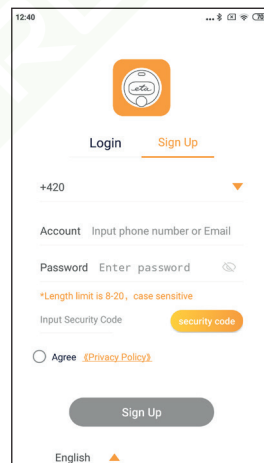 12:40
eta
Login Sign Up
+420
Account Input phone number or Email
Password Enter password
*Length limit is 8-20, case sensitive
Input Security Code security code
Agree 《Privacy Policy》
Sign Up
English